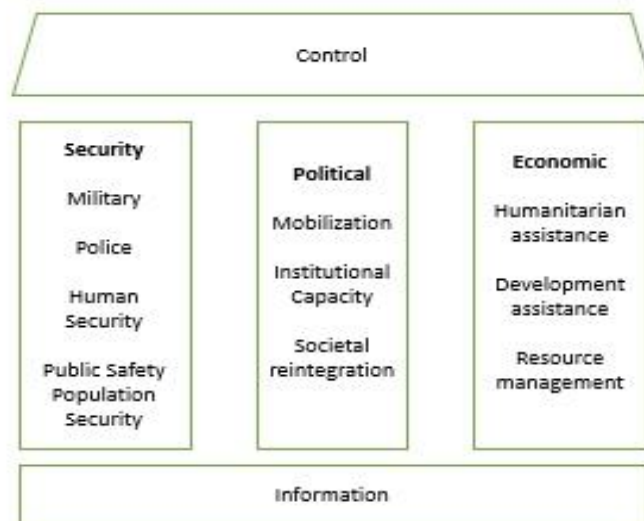 Control
Security
Military
Police
Human
Security
Public Safety
Population
Security
Political
Mobilization
Institutional
Capacity
Societal
reintegration
Economic
Humanitarian
assistance
Development
assistance
Resource
management
Information